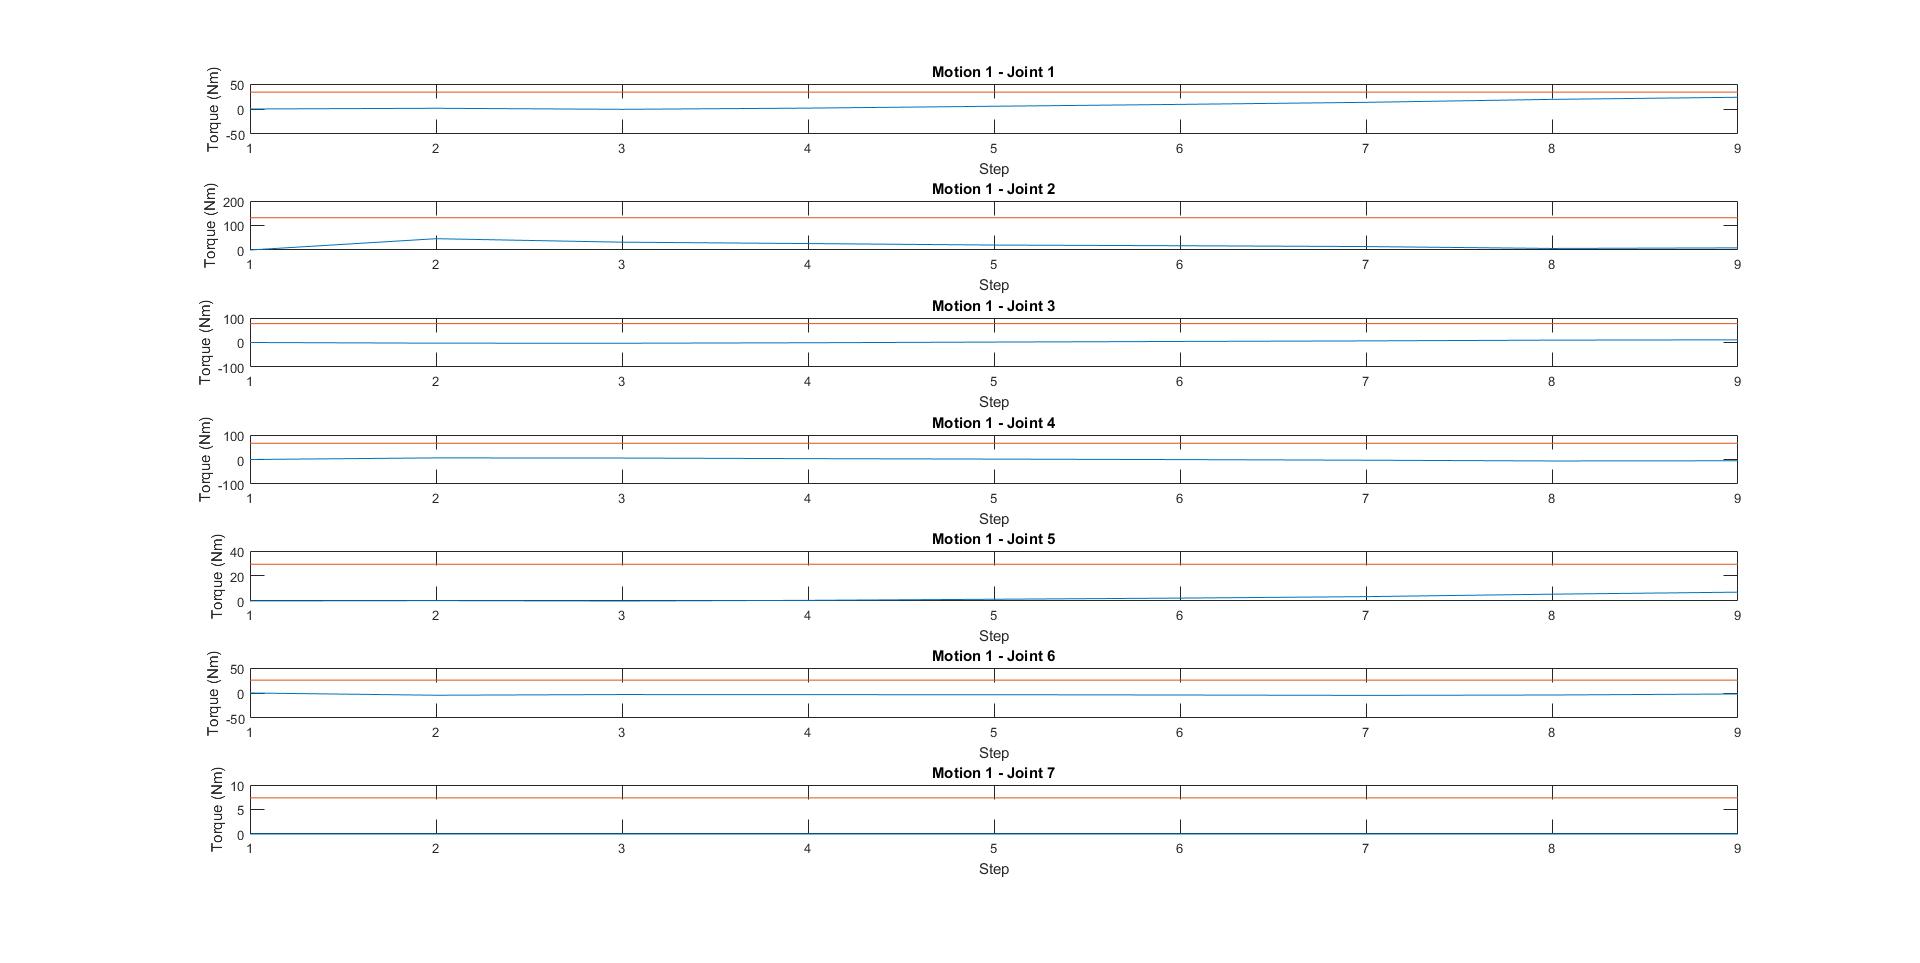 Motion 1 - Joint 1
Torque (Nm)
50
0
-50
1 2 3 4 5 6 7 8 9
Step
Motion 1 - Joint 2
Torque (Nm)
200
100
0
1 2 3 4 5 6 7 8 9
Step
Motion 1 - Joint 3
Torque (Nm)
100
0
-100
1 2 3 4 5 6 7 8 9
Step
Motion 1 - Joint 4
Torque (Nm)
100
0
-100
1 2 3 4 5 6 7 8 9
Step
Motion 1 - Joint 5
Torque (Nm)
40
20
0
1 2 3 4 5 6 7 8 9
Step
Motion 1 - Joint 6
Torque (Nm)
50
0
-50
1 2 3 4 5 6 7 8 9
Step
Motion 1 - Joint 7
Torque (Nm)
10
5
0
1 2 3 4 5 6 7 8 9
Step